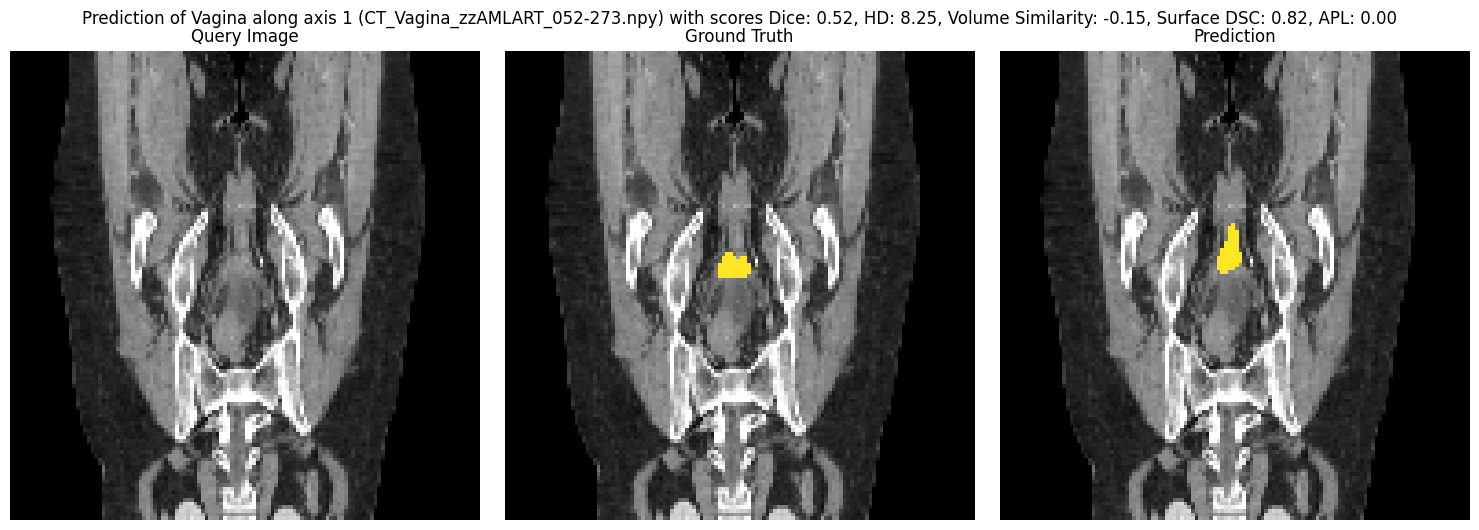 Prediction of Vagina along axis 1 (CT_Vagina_zzAMLART_052-273.npy) with scores Dice: 0.52, HD: 8.25, Volume Similarity: -0.15, Surface DSC: 0.82, APL: 0.00
Query Image
Ground Truth
Prediction